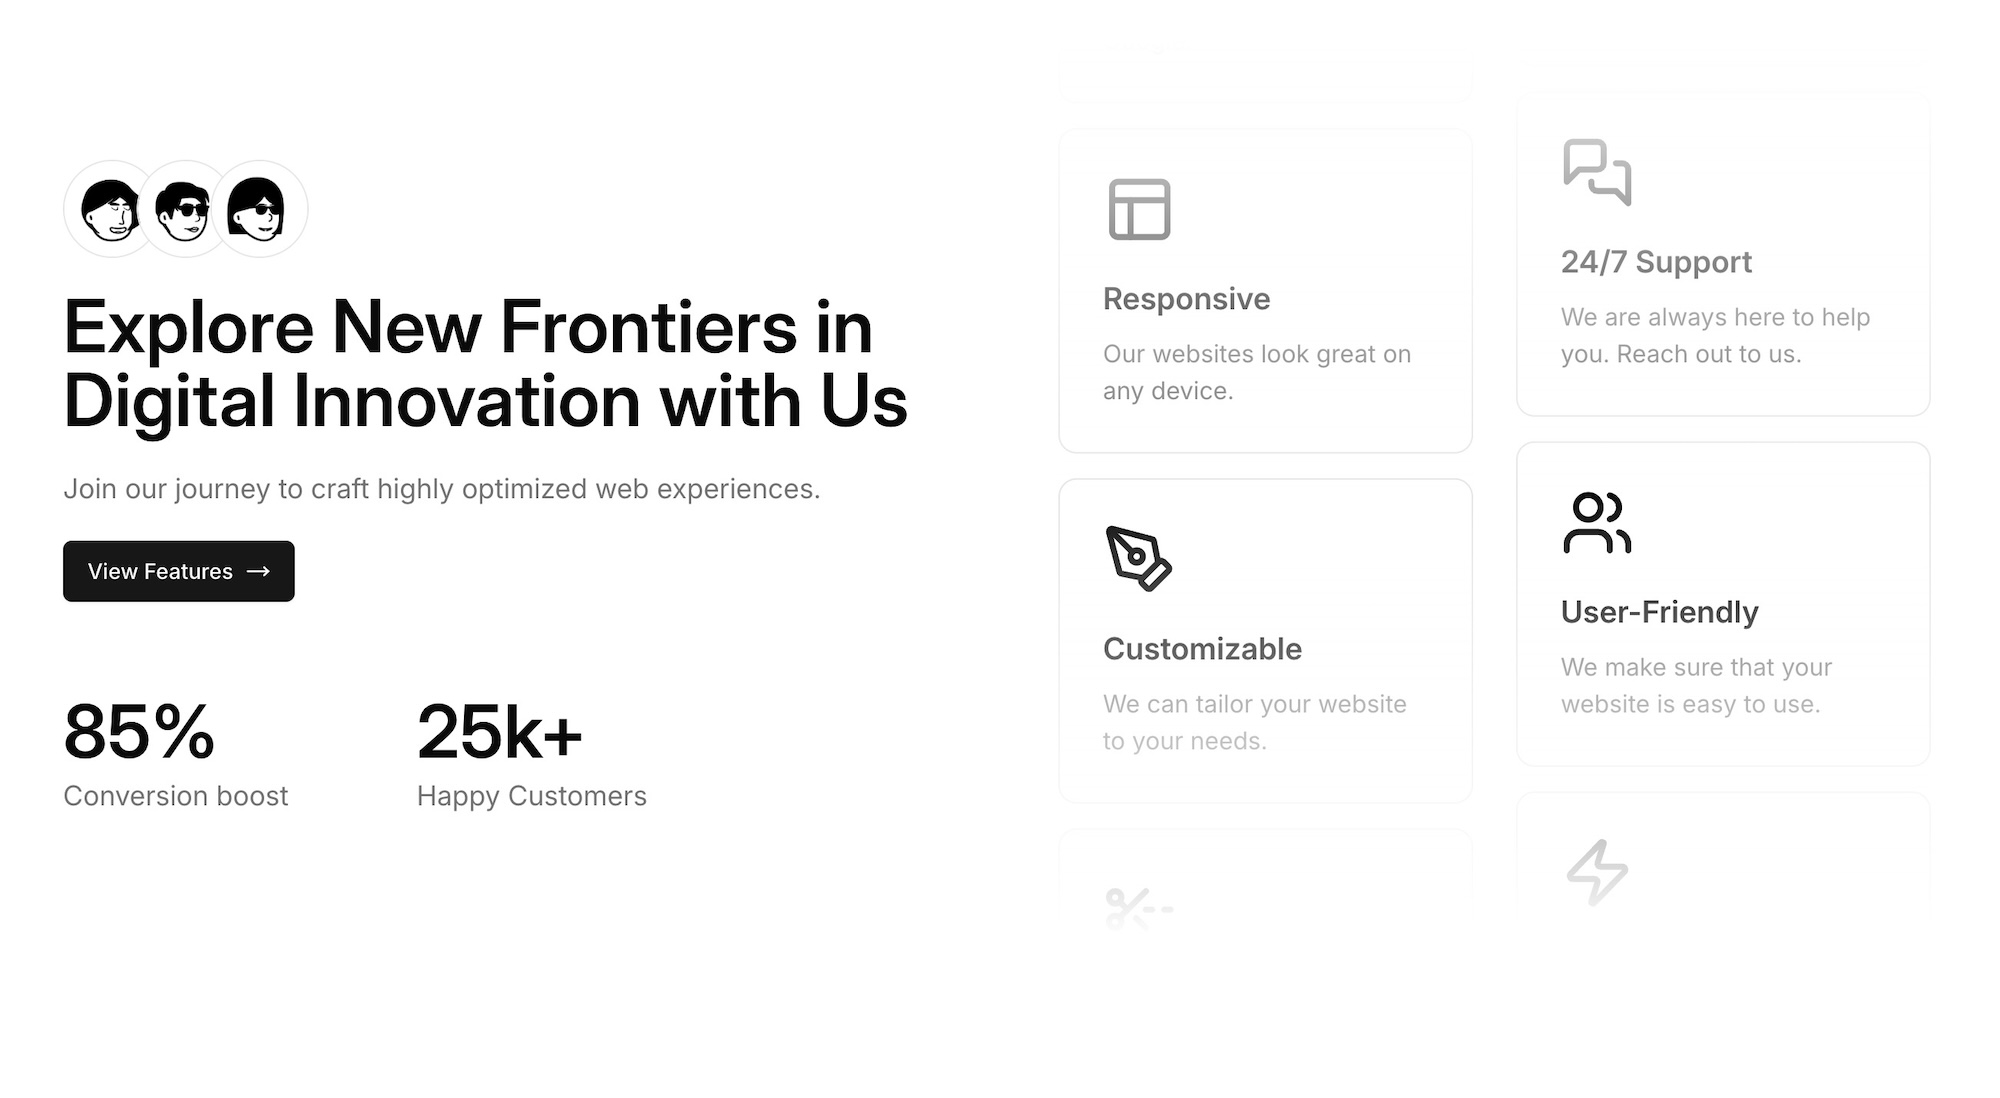 Explore New Frontiers in
Digital Innovation with Us
Join our journey to craft highly optimized web experiences.
View Features →
85%
Conversion boost
25k+
Happy Customers
Responsive
Our websites look great on
any device.
Customizable
We can tailor your website
to your needs.
24/7 Support
We are always here to help
you. Reach out to us.
User-Friendly
We make sure that your
website is easy to use.